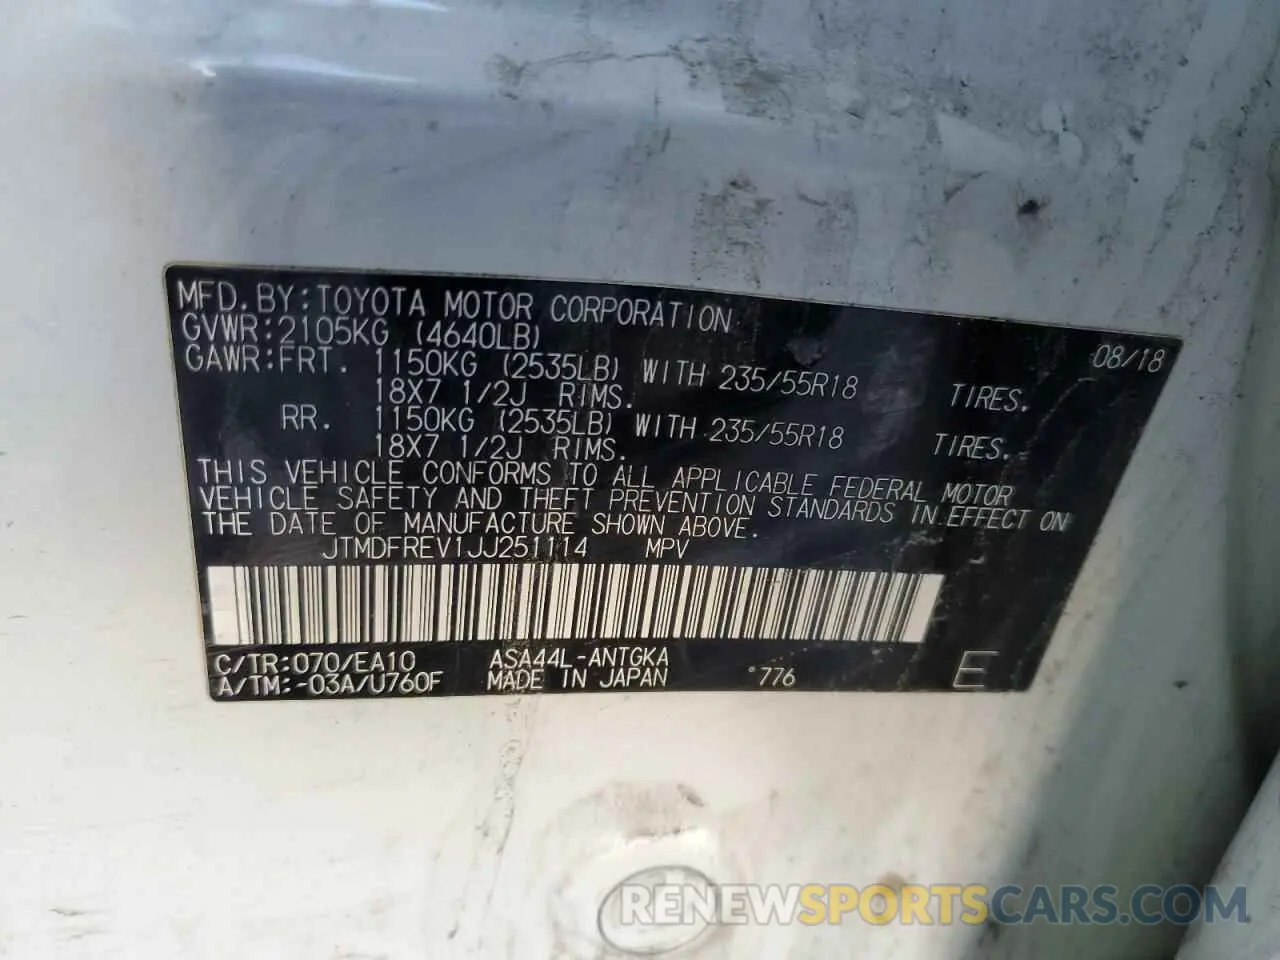 MFD.BY:TOYOTA MOTOR CORPORATION 08/18
GVWR:2105KG (4640LB)
GAWR:FRT. 1150KG (2535LB) WITH 235/55R18 TIRES.
18X7 1/2J RIMS.
RR. 1150KG (2535LB) WITH 235/55R18 TIRES.
18X7 1/2J RIMS.
THIS VEHICLE CONFORMS TO ALL APPLICABLE FEDERAL MOTOR
VEHICLE SAFETY AND THEFT PREVENTION STANDARDS IN EFFECT ON
THE DATE OF MANUFACTURE SHOWN ABOVE.
JTMDFREV1JJ251114 MPV
C/TR:070/EA10 ASA44L-ANTGKA
A/TM:-03A/U760F MADE IN JAPAN *776 E
RENEWSPORTSCARS.COM